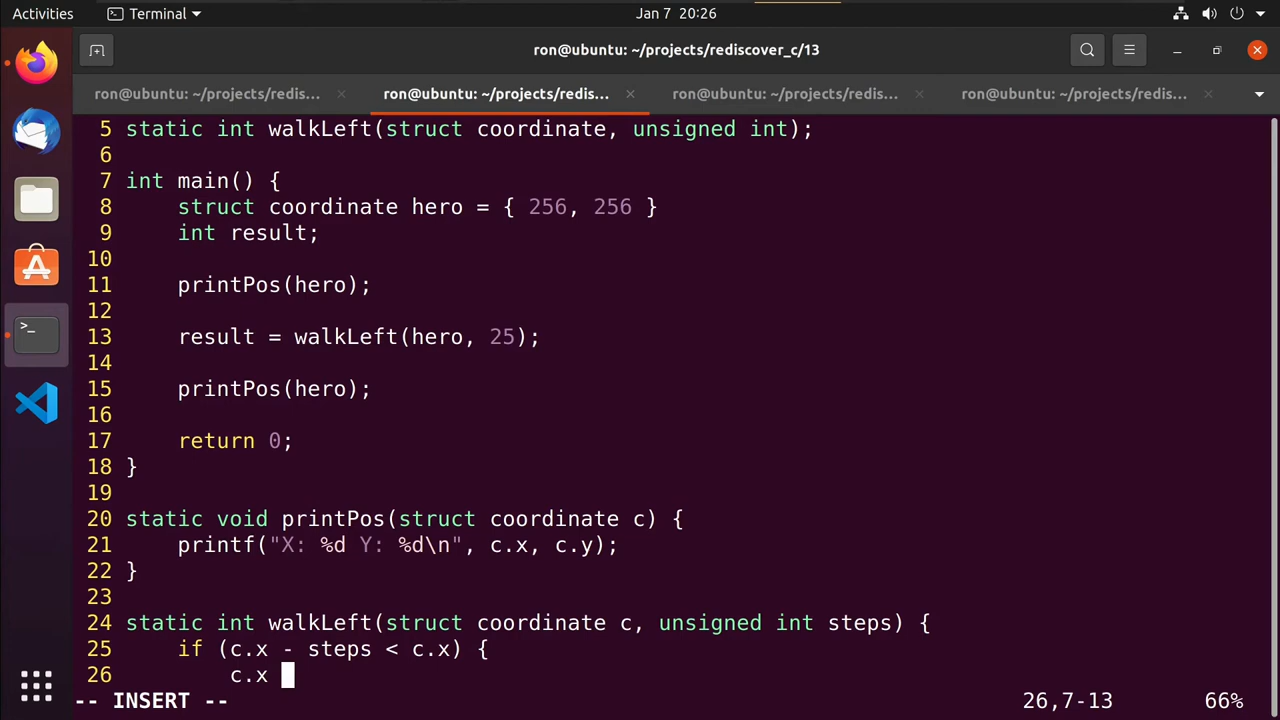 Activities Terminal Jan 7 20:26
ron@ubuntu: ~/projects/rediscover_c/13
ron@ubuntu: ~/projects/redis... ron@ubuntu: ~/projects/redis... ron@ubuntu: ~/projects/redis... ron@ubuntu: ~/projects/redis...
5 static int walkLeft(struct coordinate, unsigned int);
6
7 int main() {
8     struct coordinate hero = { 256, 256 }
9     int result;
10
11     printPos(hero);
12
13     result = walkLeft(hero, 25);
14
15     printPos(hero);
16
17     return 0;
18 }
19
20 static void printPos(struct coordinate c) {
21     printf("X: %d Y: %d\n", c.x, c.y);
22 }
23
24 static int walkLeft(struct coordinate c, unsigned int steps) {
25     if (c.x - steps < c.x) {
26         c.x
-- INSERT -- 26,7-13 66%